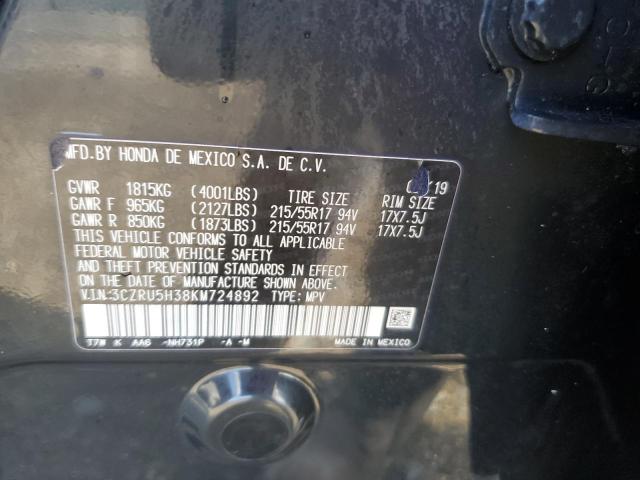 MFD.BY HONDA DE MEXICO S.A. DE C.V. /19
GVWR 1815KG (4001LBS) TIRE SIZE RIM SIZE
GAWR F 965KG (2127LBS) 215/55R17 94V 17X7.5J
GAWR R 850KG (1873LBS) 215/55R17 94V 17X7.5J
THIS VEHICLE CONFORMS TO ALL APPLICABLE
FEDERAL MOTOR VEHICLE SAFETY
AND THEFT PREVENTION STANDARDS IN EFFECT
ON THE DATE OF MANUFACTURE SHOWN ABOVE.
V.I.N:3CZRU5H38KM724892 TYPE: MPV
T7W K AA6 -NH731P -A -M MADE IN MEXICO